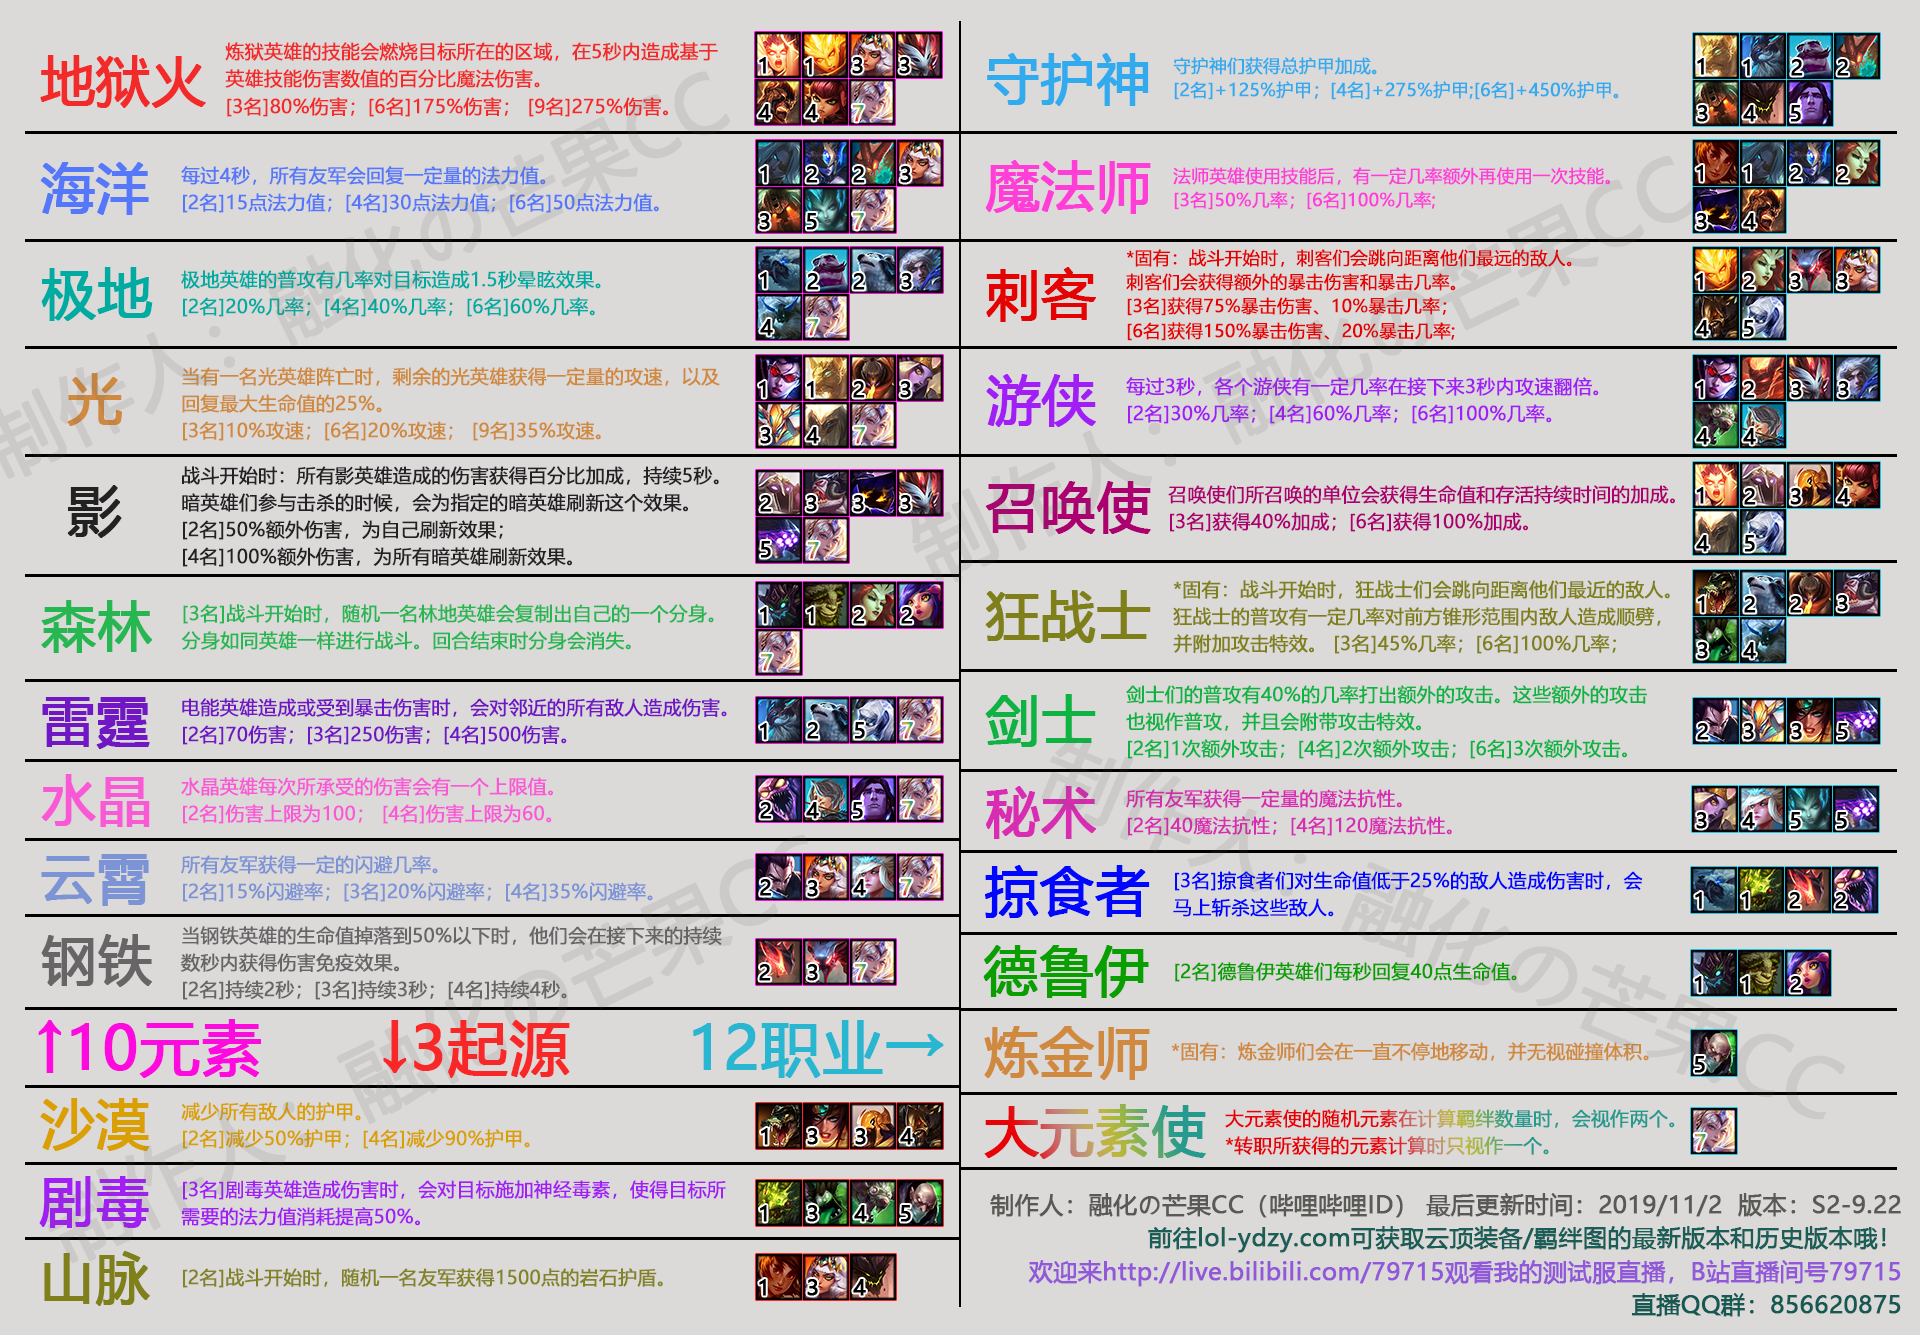 地狱火
炼狱英雄的技能会燃烧目标所在的区域，在5秒内造成基于
英雄技能伤害数值的百分比魔法伤害。
[3名]80%伤害；[6名]175%伤害； [9名]275%伤害。
1 1 3 3
4 4 7
海洋
每过4秒，所有友军会回复一定量的法力值。
[2名]15点法力值；[4名]30点法力值；[6名]50点法力值。
1 2 2 3
3 5 7
极地
极地英雄的普攻有几率对目标造成1.5秒晕眩效果。
[2名]20%几率；[4名]40%几率；[6名]60%几率。
1 2 2 3
4 7
光
当有一名光英雄阵亡时，剩余的光英雄获得一定量的攻速，以及
回复最大生命值的25%。
[3名]10%攻速；[6名]20%攻速； [9名]35%攻速。
1 1 2 3
3 4 7
影
战斗开始时：所有影英雄造成的伤害获得百分比加成，持续5秒。
暗英雄们参与击杀的时候，会为指定的暗英雄刷新这个效果。
[2名]50%额外伤害，为自己刷新效果；
[4名]100%额外伤害，为所有暗英雄刷新效果。
2 3 3 3
5 7
森林
[3名]战斗开始时，随机一名林地英雄会复制出自己的一个分身。
分身如同英雄一样进行战斗。回合结束时分身会消失。
1 1 2 2
7
雷霆
电能英雄造成或受到暴击伤害时，会对邻近的所有敌人造成伤害。
[2名]70伤害；[3名]250伤害；[4名]500伤害。
1 2 5 7
水晶
水晶英雄每次所承受的伤害会有一个上限值。
[2名]伤害上限为100； [4名]伤害上限为60。
2 4 5 7
云霄
所有友军获得一定的闪避几率。
[2名]15%闪避率；[3名]20%闪避率；[4名]35%闪避率。
2 3 4 7
钢铁
当钢铁英雄的生命值掉落到50%以下时，他们会在接下来的持续
数秒内获得伤害免疫效果。
[2名]持续2秒；[3名]持续3秒；[4名]持续4秒。
2 3 7
↑10元素 ↓3起源 12职业→
沙漠
减少所有敌人的护甲。
[2名]减少50%护甲；[4名]减少90%护甲。
1 3 3 4
剧毒
[3名]剧毒英雄造成伤害时，会对目标施加神经毒素，使得目标所
需要的法力值消耗提高50%。
1 3 4 5
山脉
[2名]战斗开始时，随机一名友军获得1500点的岩石护盾。
1 3 4
守护神
守护神们获得总护甲加成。
[2名]+125%护甲；[4名]+275%护甲;[6名]+450%护甲。
1 1 2 2
3 4 5
魔法师
法师英雄使用技能后，有一定几率额外再使用一次技能。
[3名]50%几率；[6名]100%几率;
1 1 2 2
3 4
刺客
*固有：战斗开始时，刺客们会跳向距离他们最远的敌人。
刺客们会获得额外的暴击伤害和暴击几率。
[3名]获得75%暴击伤害、10%暴击几率；
[6名]获得150%暴击伤害、20%暴击几率;
1 2 3 3
4 5
游侠
每过3秒，各个游侠有一定几率在接下来3秒内攻速翻倍。
[2名]30%几率；[4名]60%几率；[6名]100%几率。
1 2 3 3
4 4
召唤使
召唤使们所召唤的单位会获得生命值和存活持续时间的加成。
[3名]获得40%加成；[6名]获得100%加成。
1 2 3 4
4 5
狂战士
*固有：战斗开始时，狂战士们会跳向距离他们最近的敌人。
狂战士的普攻有一定几率对前方锥形范围内敌人造成顺劈，
并附加攻击特效。 [3名]45%几率；[6名]100%几率；
1 2 2 3
3 4
剑士
剑士们的普攻有40%的几率打出额外的攻击。这些额外的攻击
也视作普攻，并且会附带攻击特效。
[2名]1次额外攻击；[4名]2次额外攻击；[6名]3次额外攻击。
2 3 3 5
秘术
所有友军获得一定量的魔法抗性。
[2名]40魔法抗性；[4名]120魔法抗性。
3 4 5 5
掠食者
[3名]掠食者们对生命值低于25%的敌人造成伤害时，会
马上斩杀这些敌人。
1 1 2 2
德鲁伊
[2名]德鲁伊英雄们每秒回复40点生命值。
1 1 2
炼金师
*固有：炼金师们会在一直不停地移动，并无视碰撞体积。
5
大元素使
大元素使的随机元素在计算羁绊数量时，会视作两个。
*转职所获得的元素计算时只视作一个。
7
制作人：融化の芒果CC（哔哩哔哩ID） 最后更新时间：2019/11/2 版本：S2-9.22
前往lol-ydzy.com可获取云顶装备/羁绊图的最新版本和历史版本哦！
欢迎来http://live.bilibili.com/79715观看我的测试服直播，B站直播间号79715
直播QQ群：856620875
制作人：融化の芒果CC
制作人：融化の芒果CC
制作人：融化の芒果CC
制作人：融化の芒果CC